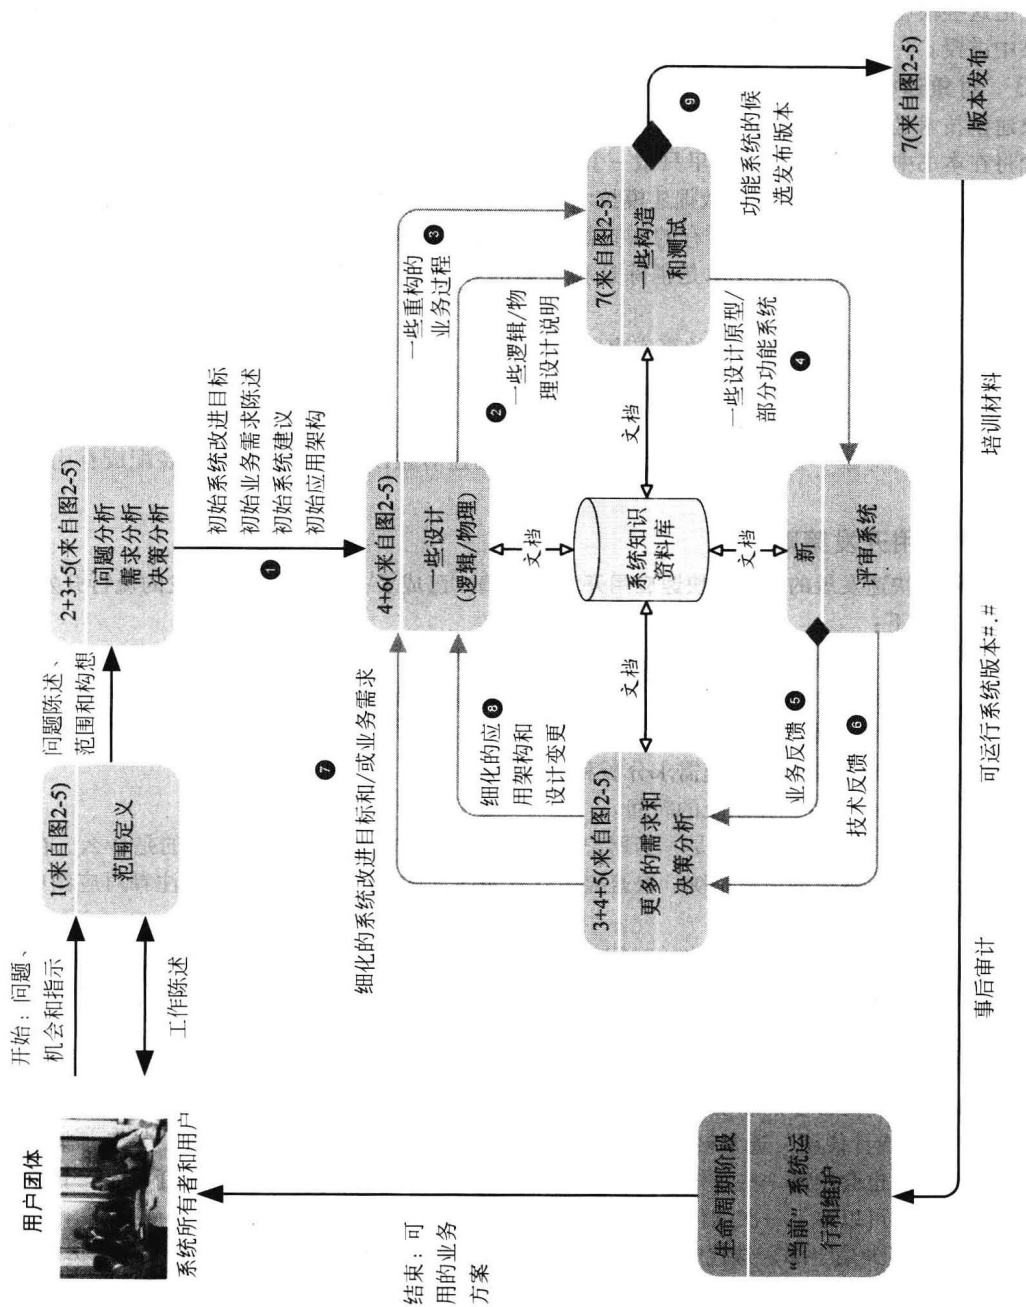 用户团体
系统所有者和用户
开始：问题、
机会和指示
工作陈述
1(来自图2-5)
范围定义
问题陈述、
范围和构想
2+3+5(来自图2-5)
问题分析
需求分析
决策分析
初始系统改进目标
初始业务需求陈述
初始系统建议
初始应用架构
1
4+6(来自图2-5)
一些设计
(逻辑/物理)
一些重构的
业务过程
3
2
一些逻辑/物
理设计说明
7(来自图2-5)
一些构造
和测试
9
功能系统的候
选发布版本
7(来自图2-5)
版本发布
一些设计原型/
部分功能系统
4
新
评审系统
业务反馈
5
技术反馈
6
3+4+5(来自图2-5)
更多的需求和
决策分析
7
细化的系统改进目标和/或业务需求
细化的应
用架构和
设计变更
8
系统知识
资料库
文档
文档
文档
文档
培训材料
可运行系统版本#.#
事后审计
生命周期阶段
“当前”系统运
行和维护
结束：可
用的业务
方案